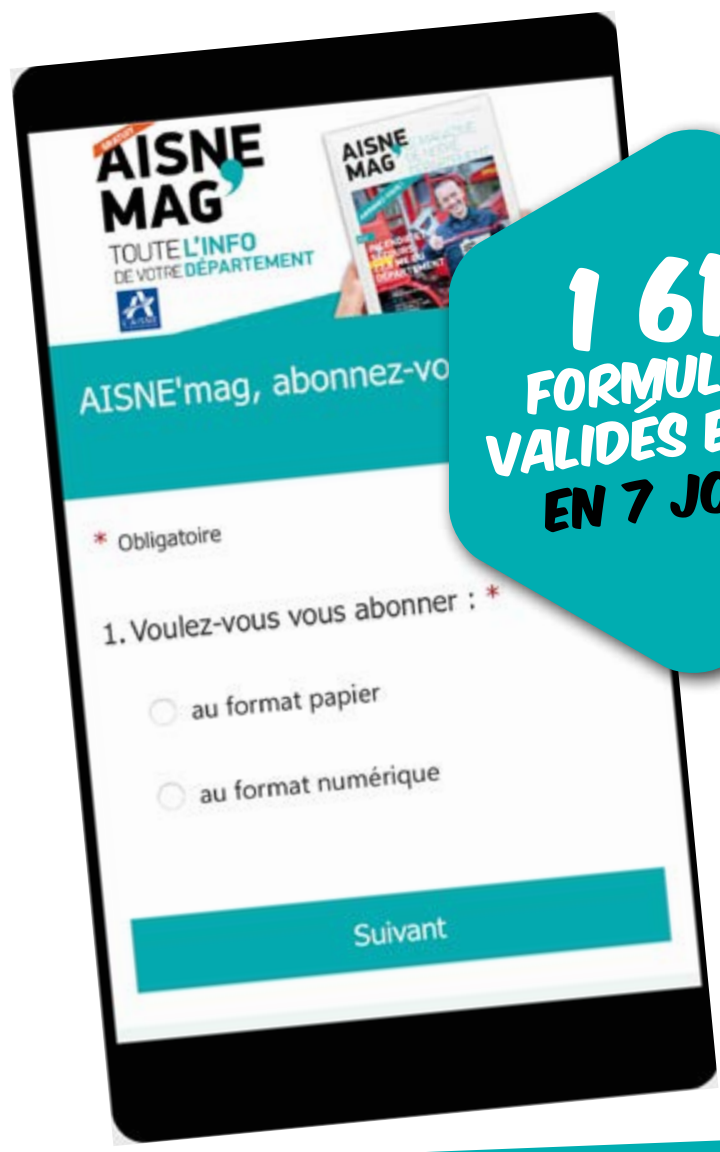 GRATUIT
AISNE
MAG'
TOUTE L'INFO
DE VOTRE DÉPARTEMENT
L'AISNE
AISNE
MAG'
AISNE'mag, abonnez-vo
1 61
FORMUL
VALIDÉS E
EN 7 JO
* Obligatoire
1. Voulez-vous vous abonner : *
au format papier
au format numérique
Suivant